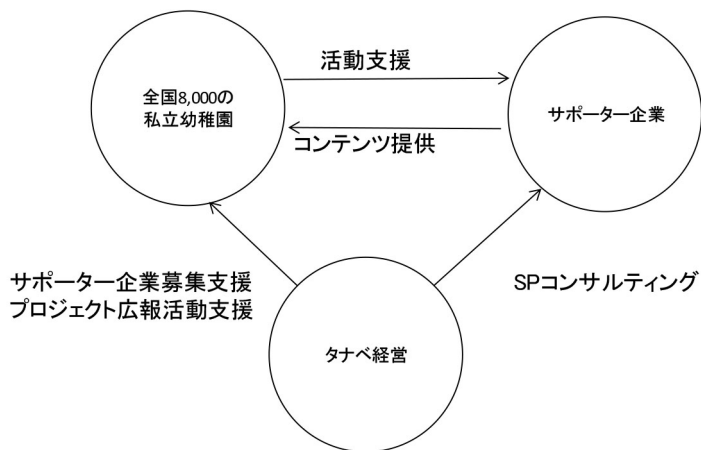 活動支援
全国8,000の
私立幼稚園
サポーター企業
コンテンツ提供
サポーター企業募集支援
プロジェクト広報活動支援
SPコンサルティング
タナベ経営